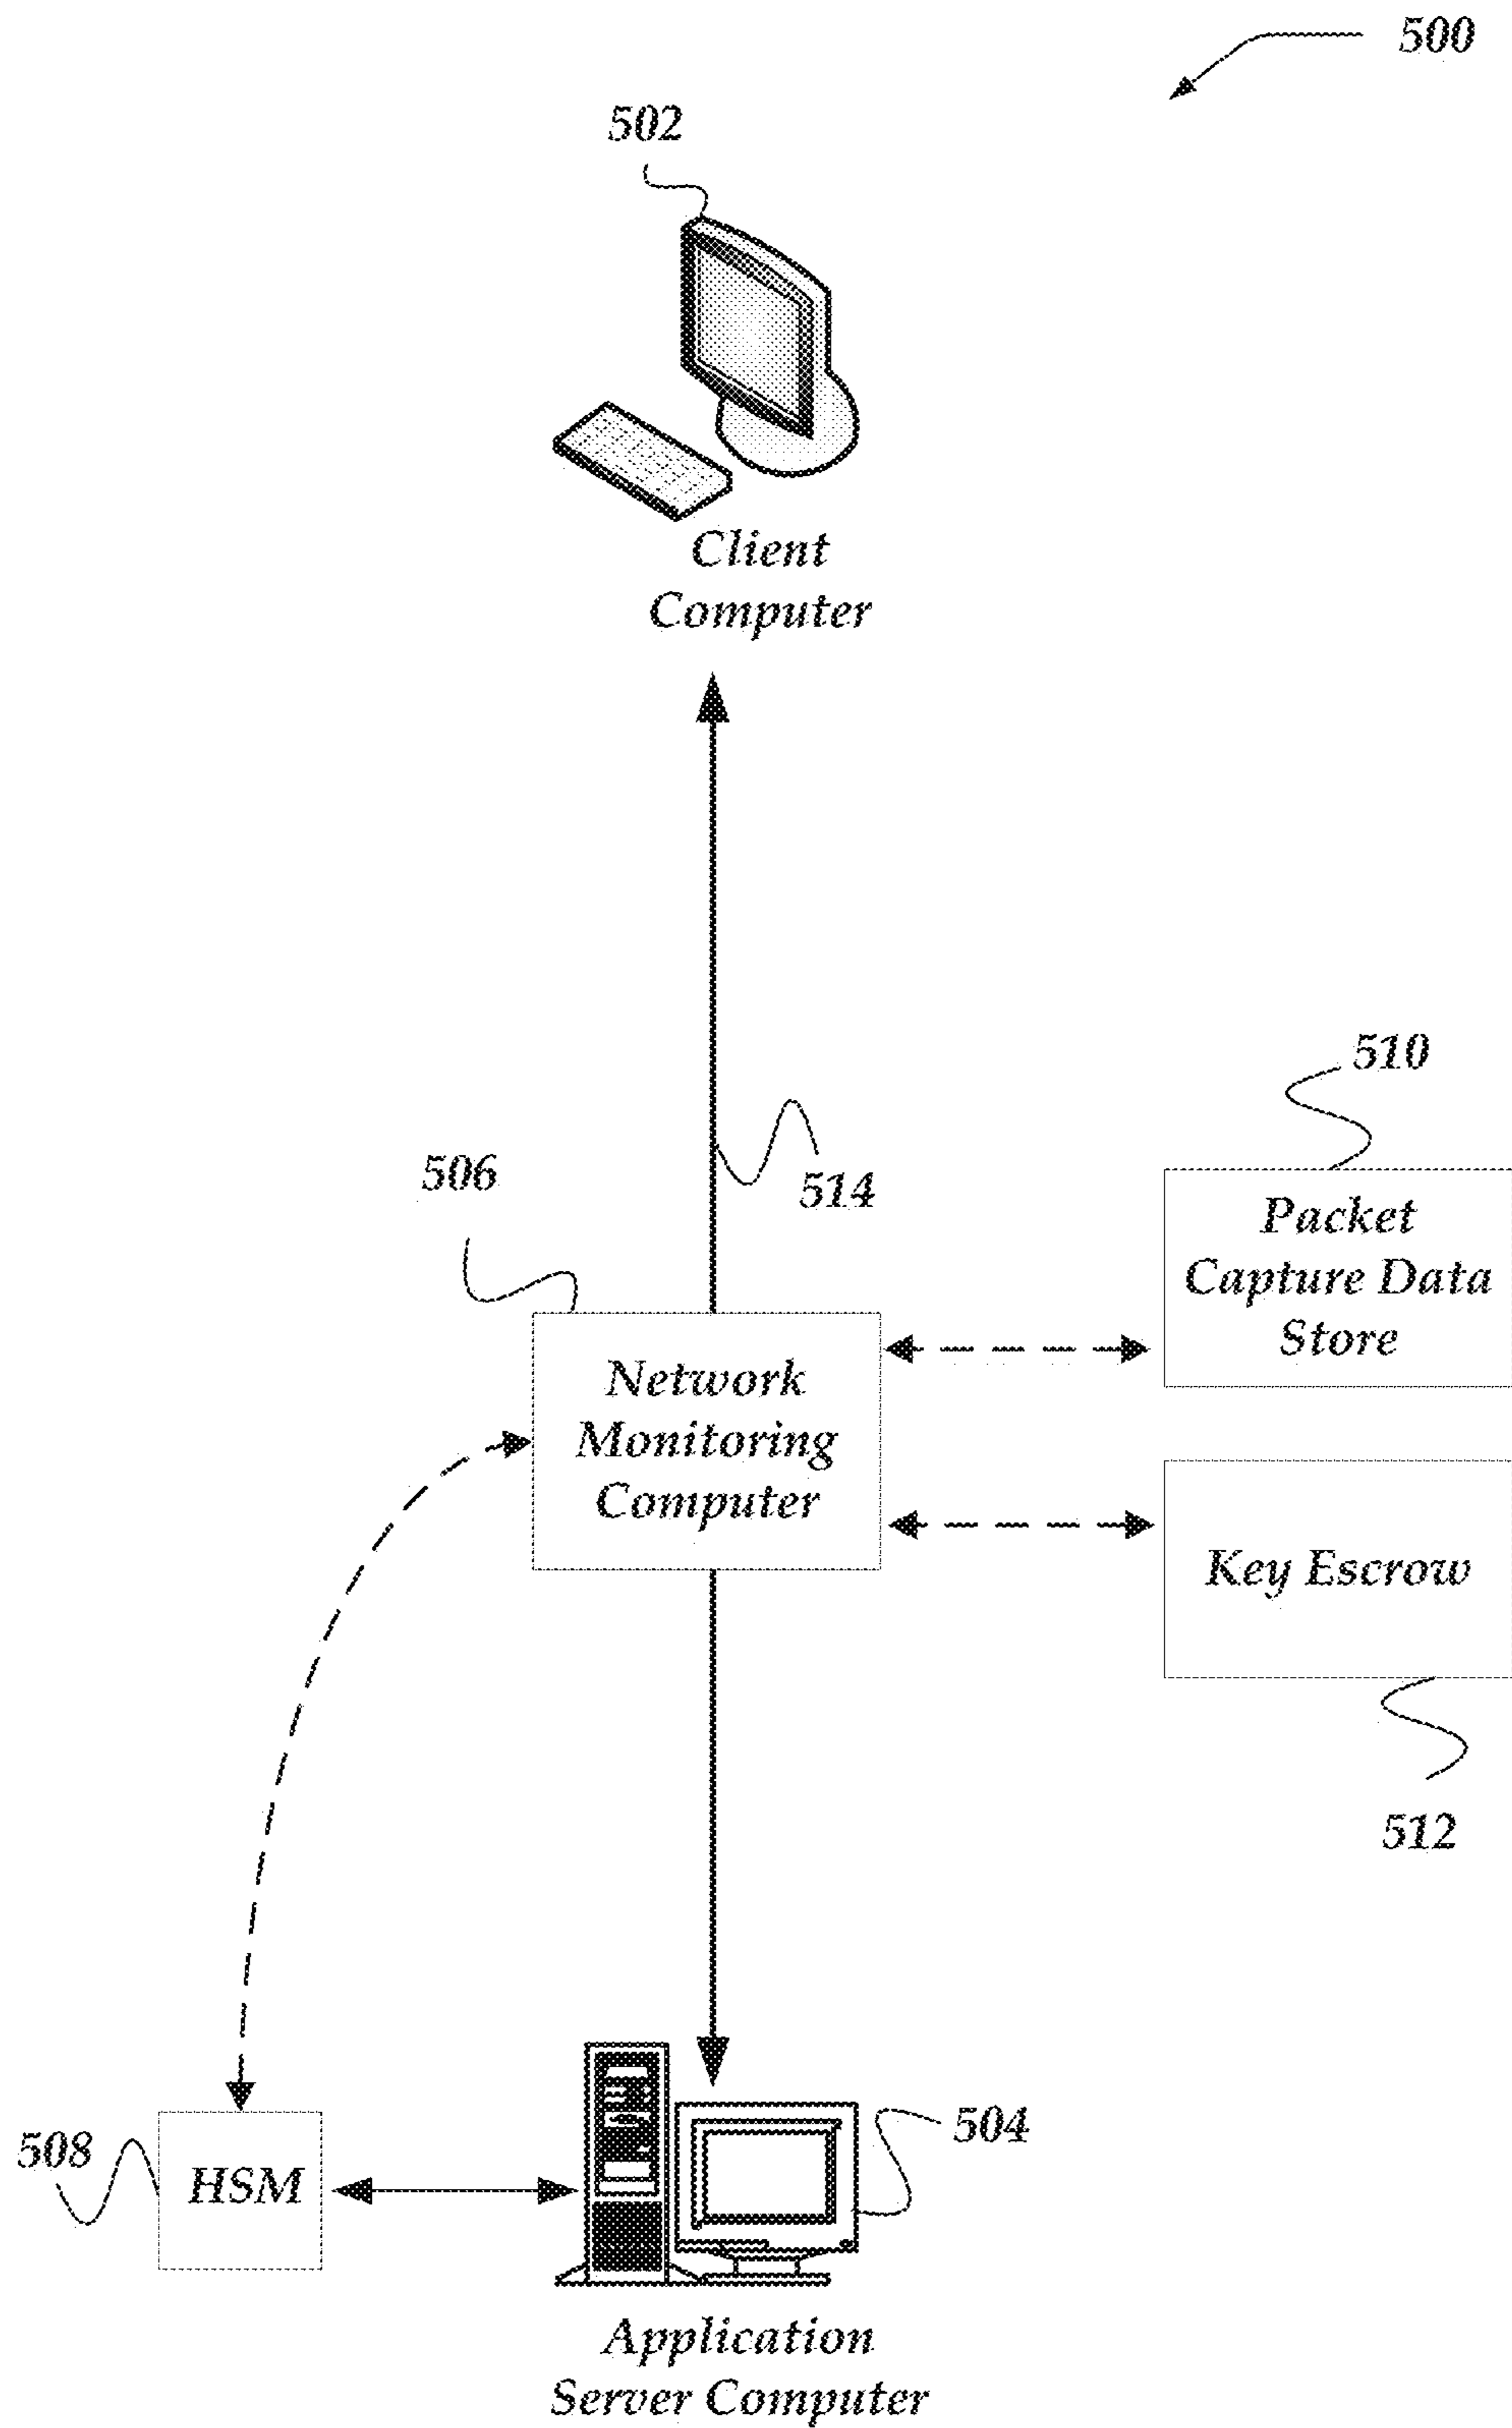 500
502
Client
Computer
510
506
514
Packet
Capture Data
Store
Network
Monitoring
Computer
Key Escrow
512
508
HSM
504
Application
Server Computer